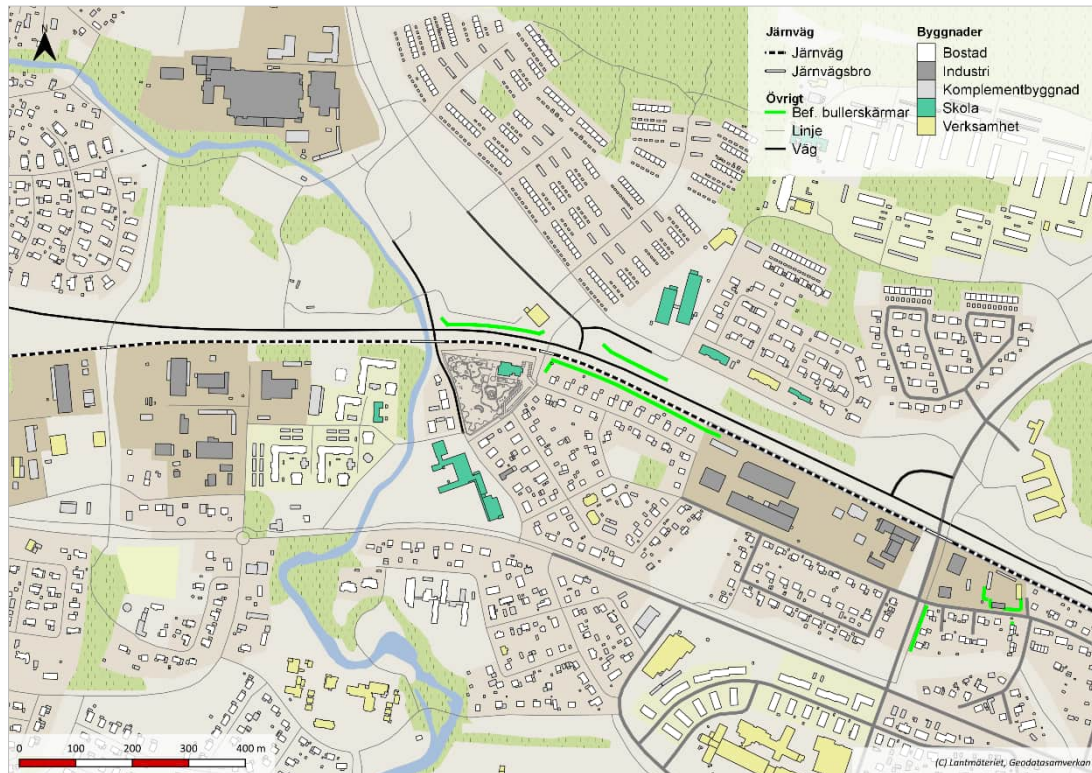 N
Järnväg
Järnväg
Järnvägsbro
Övrigt
Bef. bullerskärmar
Linje
Väg
Byggnader
Bostad
Industri
Komplementbyggnad
Skola
Verksamhet
0 100 200 300 400 m
(C) Lantmäteriet, Geodatasamverkan